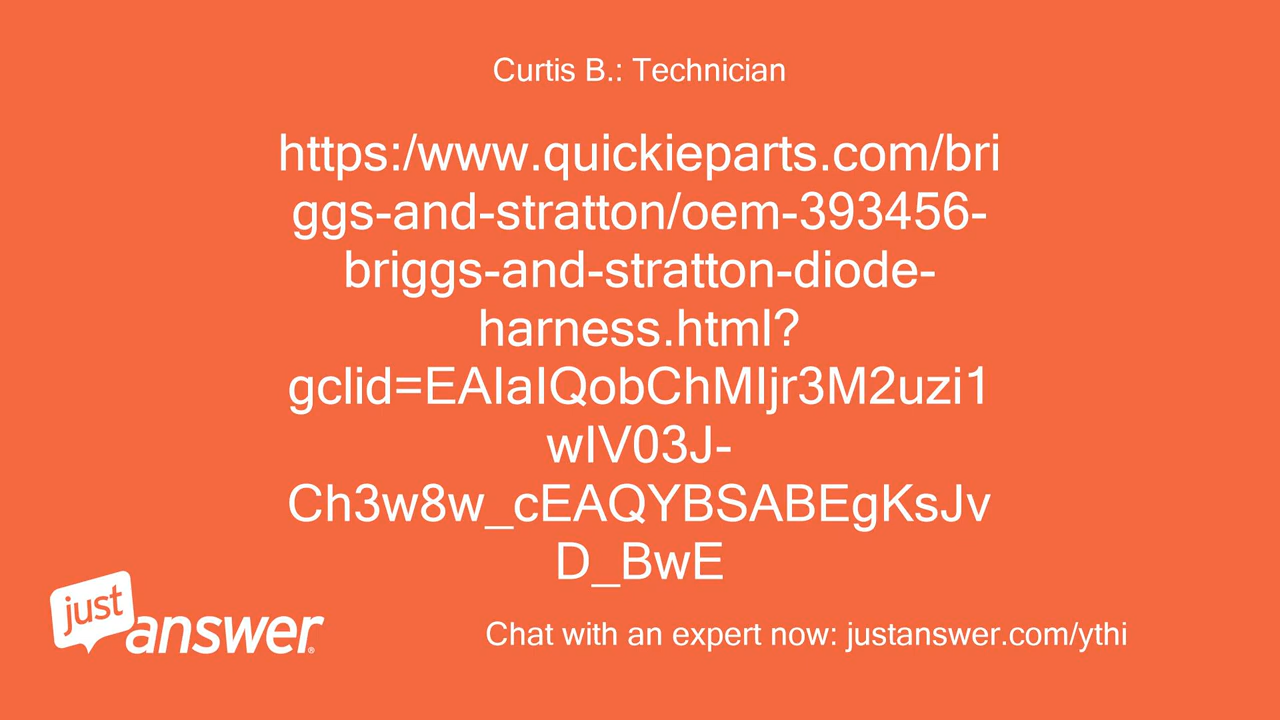 Curtis B.: Technician
https:/www.quickieparts.com/bri
ggs-and-stratton/oem-393456-
briggs-and-stratton-diode-
harness.html?
gclid=EAIaIQobChMIjr3M2uzi1
wIV03J-
Ch3w8w_cEAQYBSABEgKsJv
D_BwE
just
answer®
Chat with an expert now: justanswer.com/ythi